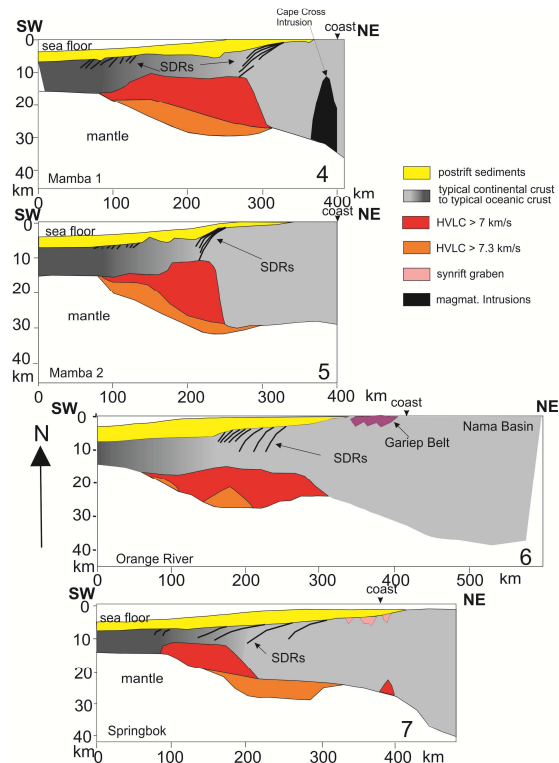 Cape Cross
Intrusion
SW
coast NE
sea floor
SDRs
mantle
0
10
20
30
40
km
Mamba 1
4
0 100 200 300 400
km
postrift sediments
typical continental crust
to typical oceanic crust
HVLC > 7 km/s
HVLC > 7.3 km/s
synrift graben
magmat. Intrusions
SW
coast NE
sea floor
SDRs
mantle
0
10
20
30
40
km
Mamba 2
5
0 100 200 300 400 km
N
SW
coast
NE
Gariep Belt
Nama Basin
SDRs
0
10
20
30
40
km
Orange River
6
0 100 200 300 400 500 km
SW
coast
NE
sea floor
SDRs
mantle
0
10
20
30
40
km
Springbok
7
0 100 200 300 400 km